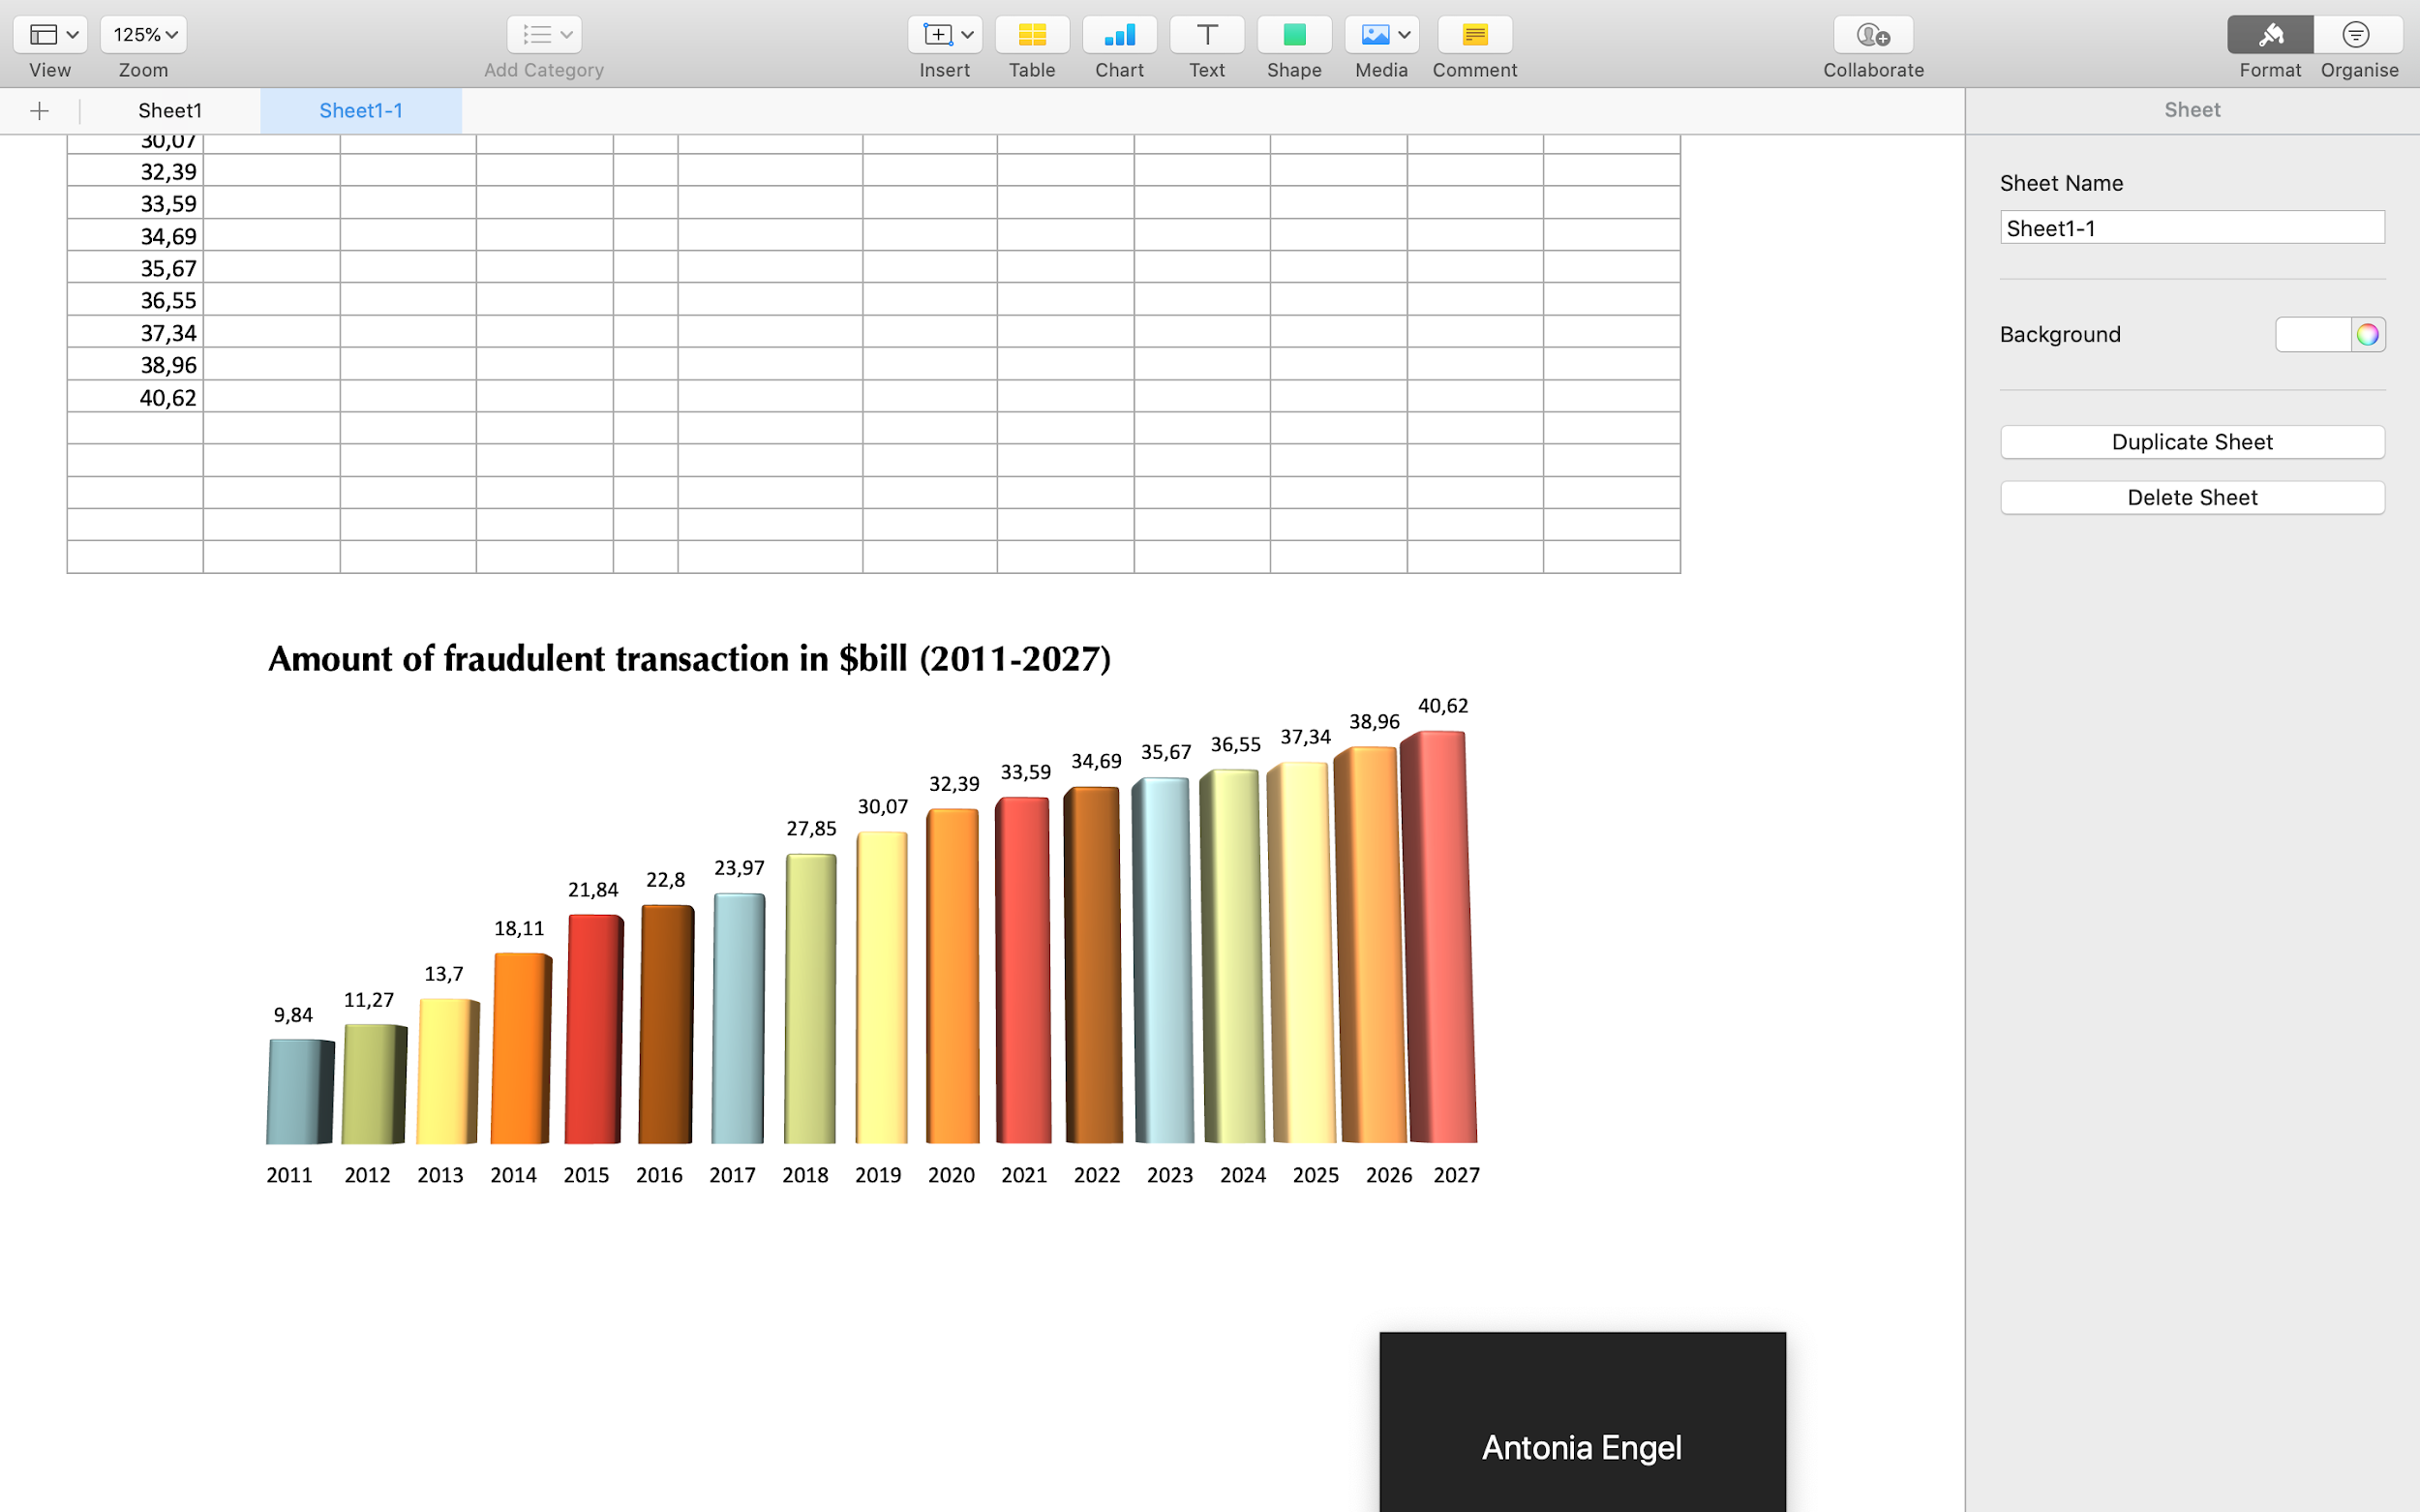 125%
View
Zoom
Add Category
Insert
Table
Chart
Text
Shape
Media
Comment
Collaborate
Format
Organise
Sheet1
Sheet1-1
Sheet
30,07
32,39
33,59
34,69
35,67
36,55
37,34
38,96
40,62
Sheet Name
Sheet1-1
Background
Duplicate Sheet
Delete Sheet
Amount of fraudulent transaction in $bill (2011-2027)
9,84
11,27
13,7
18,11
21,84
22,8
23,97
27,85
30,07
32,39
33,59
34,69
35,67
36,55
37,34
38,96
40,62
2011 2012 2013 2014 2015 2016 2017 2018 2019 2020 2021 2022 2023 2024 2025 2026 2027
Antonia Engel